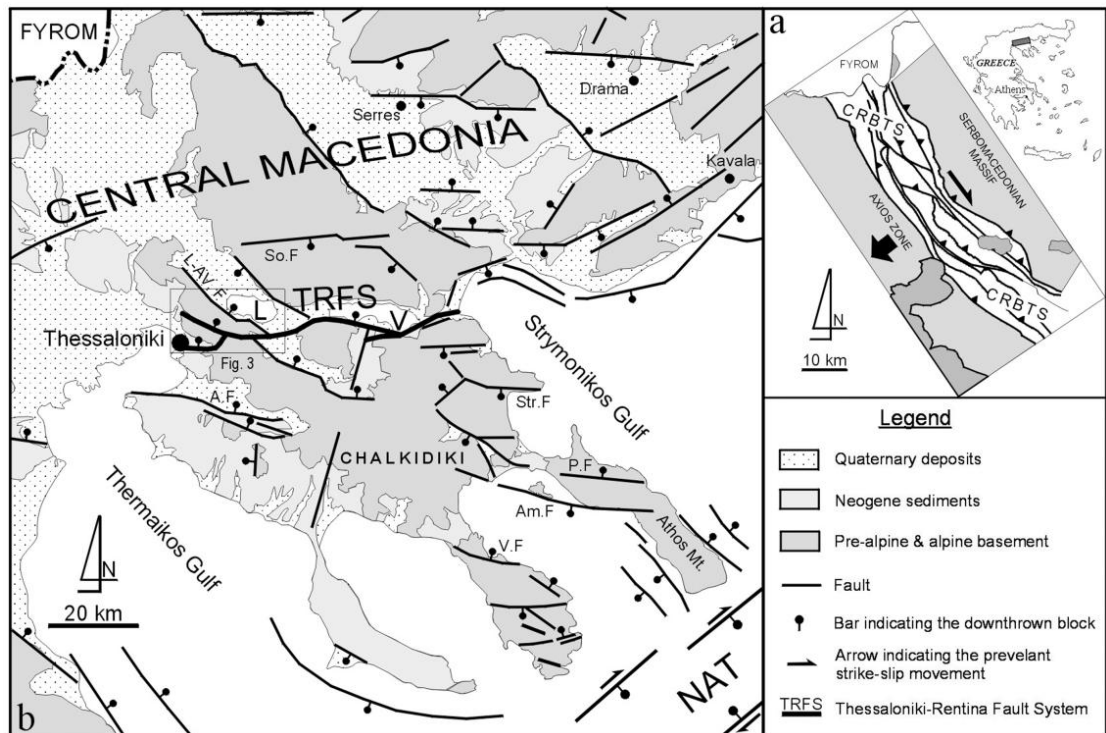 FYROM
Drama
Serres
CENTRAL MACEDONIA
Kavala
So.F
L-AV.F
L
TRFS
V
Thessaloniki
Fig. 3
Strymonikos Gulf
A.F
Str.F
CHALKIDIKI
P.F
Am.F
Athos Mt.
Thermaikos Gulf
V.F
N
20 km
NAT
b
a
FYROM
GREECE
Athens
CRBTS
SERBOMACEDONIAN
MASSIF
AXIOS ZONE
CRBTS
N
10 km
Legend
Quaternary deposits
Neogene sediments
Pre-alpine & alpine basement
Fault
Bar indicating the downthrown block
Arrow indicating the prevelant
strike-slip movement
TRFS
Thessaloniki-Rentina Fault System